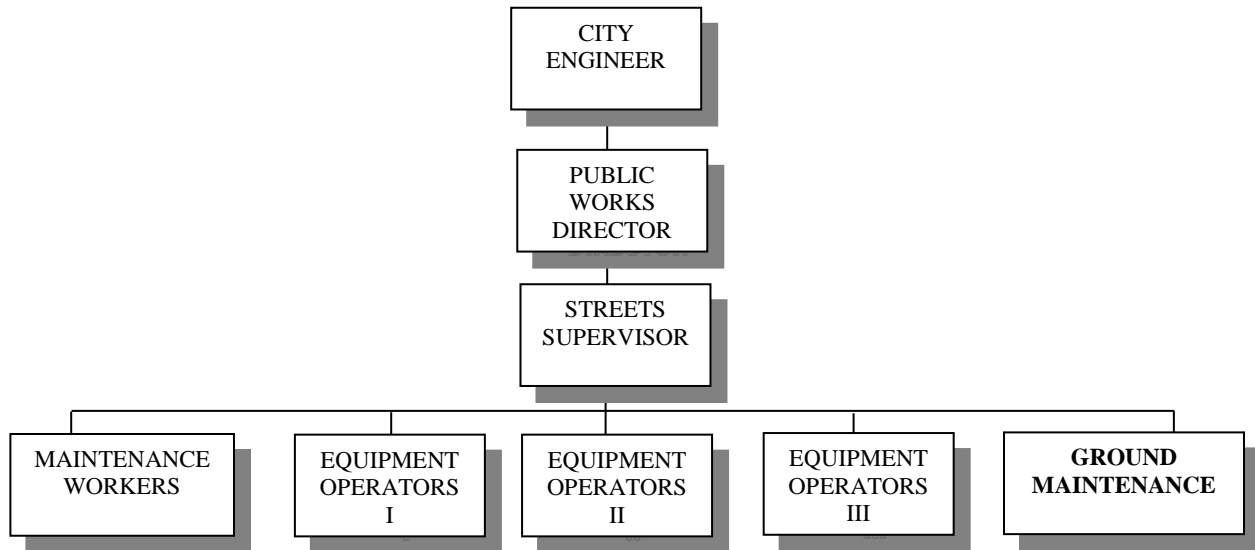 CITY
ENGINEER
PUBLIC
WORKS
DIRECTOR
STREETS
SUPERVISOR
MAINTENANCE
WORKERS
EQUIPMENT
OPERATORS
I
EQUIPMENT
OPERATORS
II
EQUIPMENT
OPERATORS
III
GROUND
MAINTENANCE